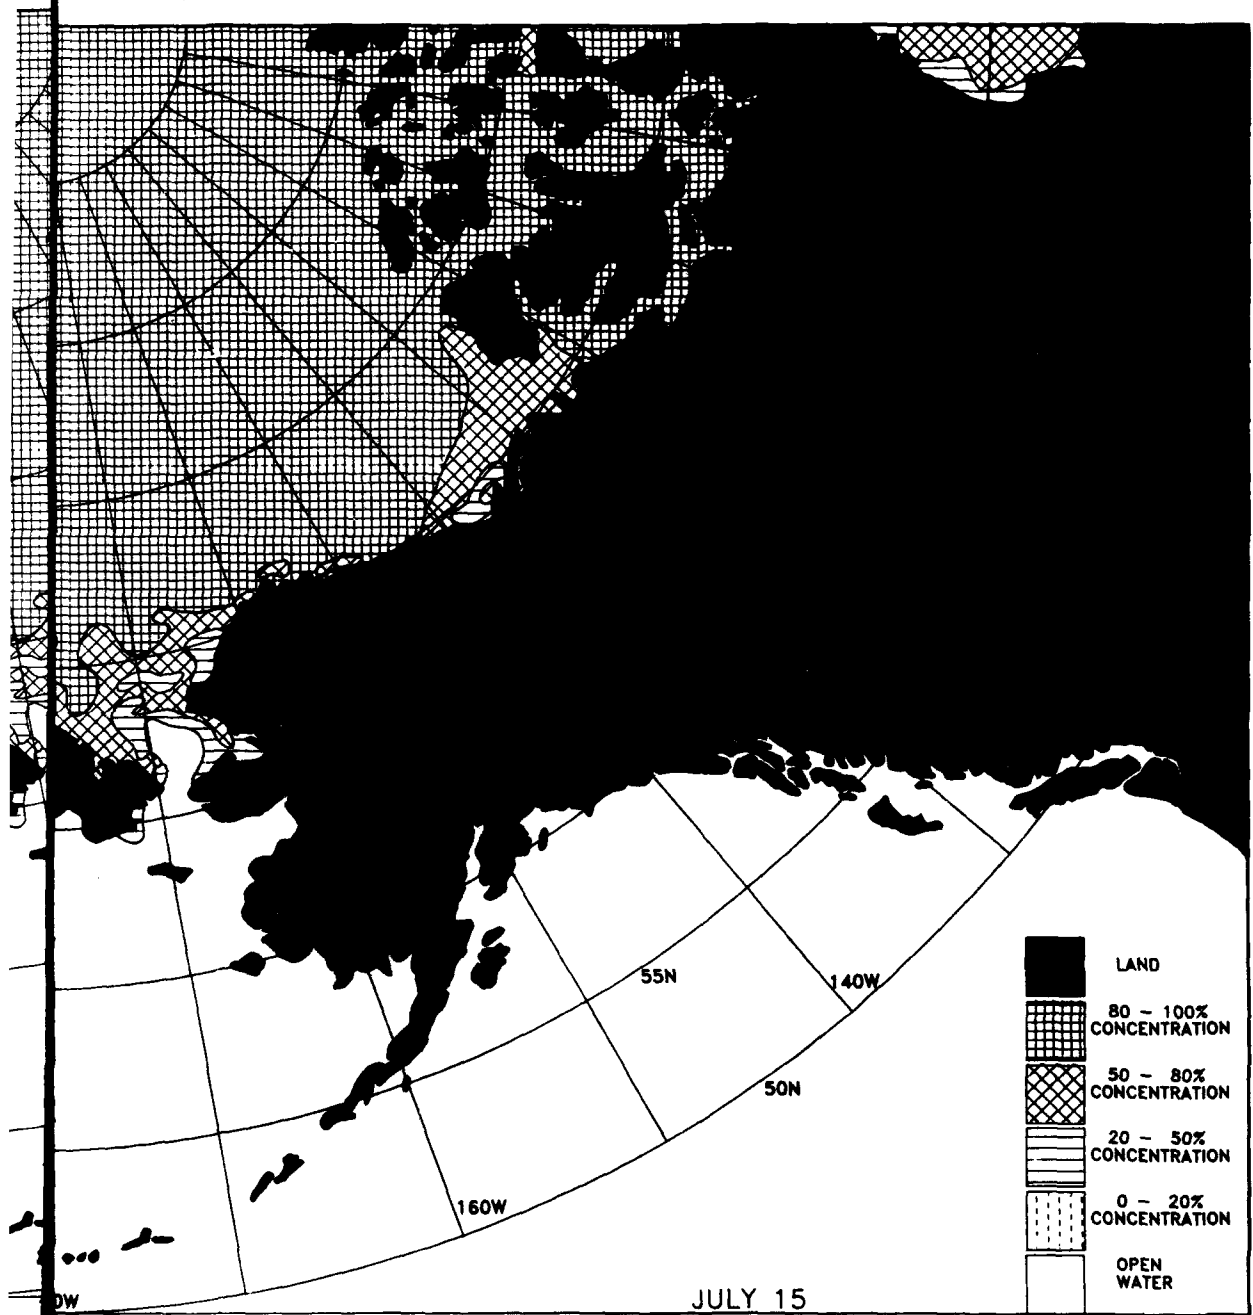 55N
140W
50N
160W
0W
JULY 15
LAND
80 - 100%
CONCENTRATION
50 - 80%
CONCENTRATION
20 - 50%
CONCENTRATION
0 - 20%
CONCENTRATION
OPEN
WATER